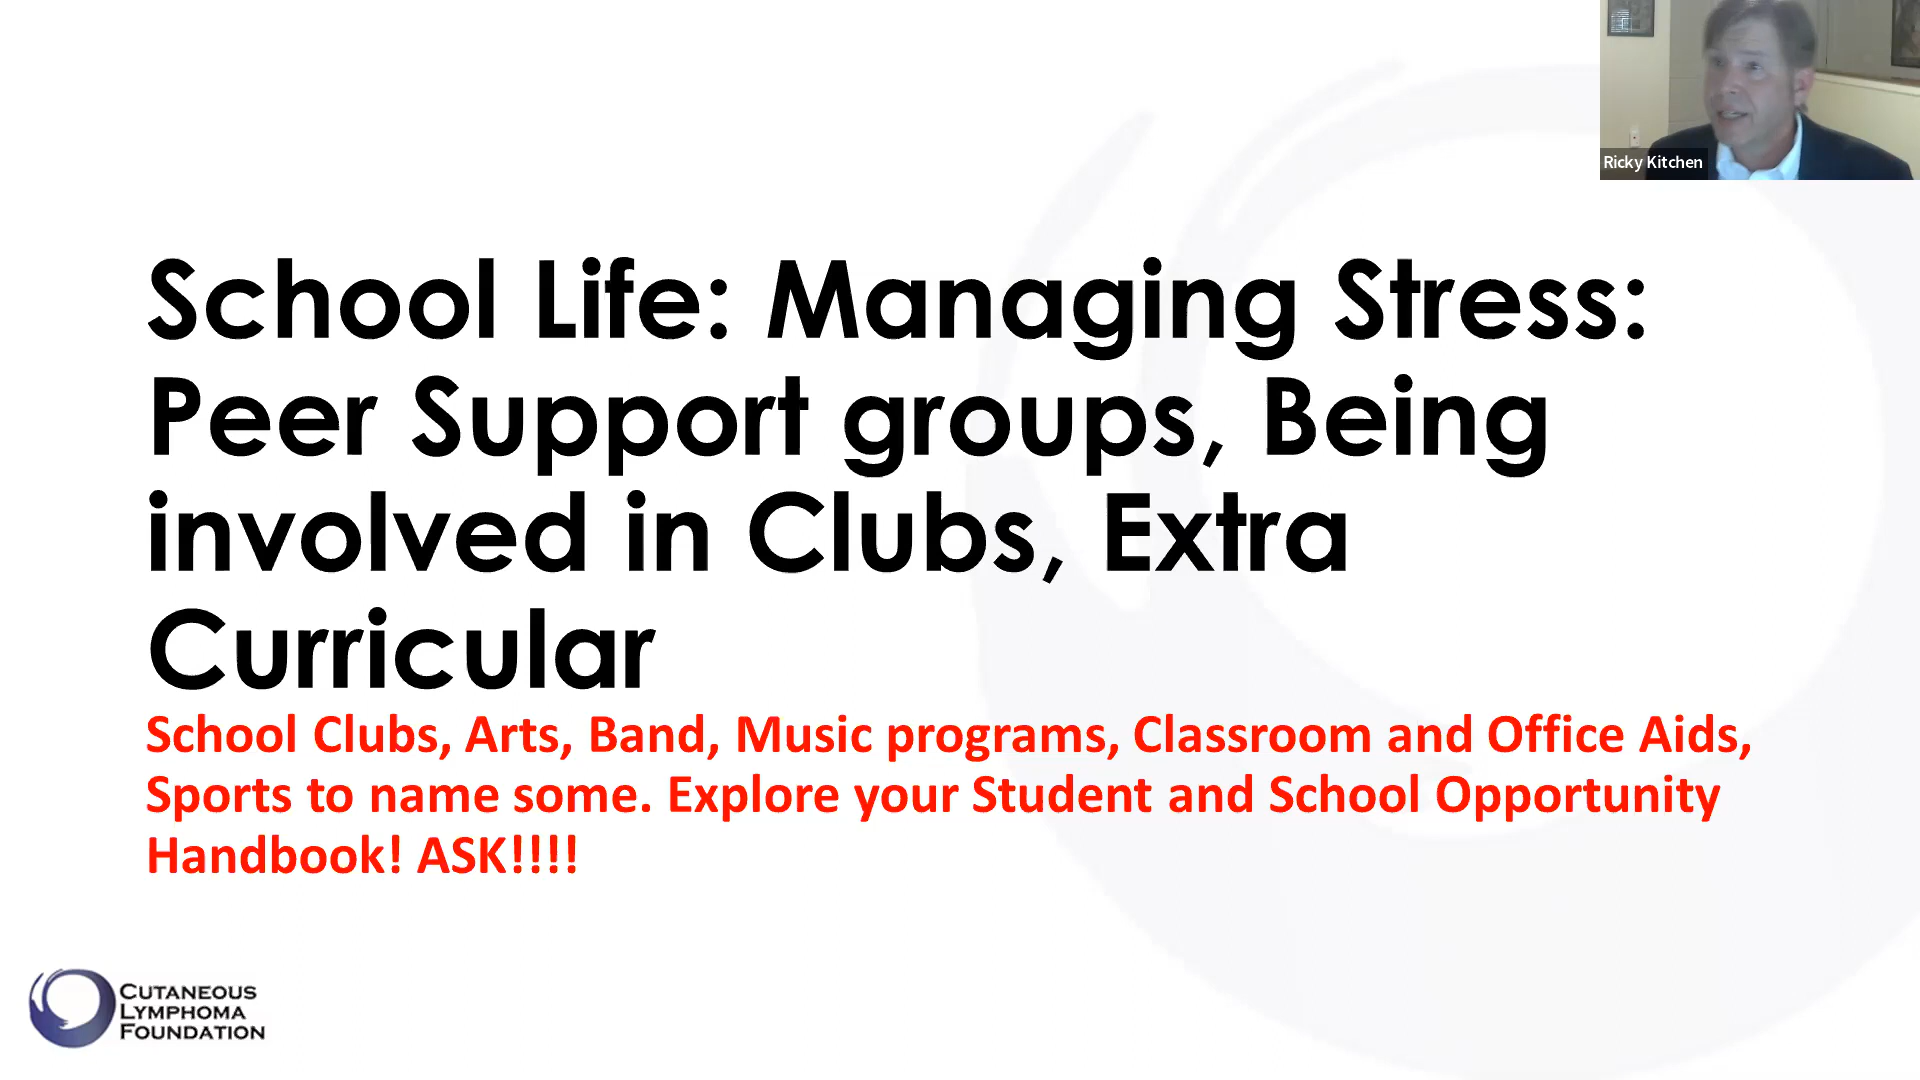 Ricky Kitchen
School Life: Managing Stress:
Peer Support groups, Being
involved in Clubs, Extra
Curricular
School Clubs, Arts, Band, Music programs, Classroom and Office Aids,
Sports to name some. Explore your Student and School Opportunity
Handbook! ASK!!!!
CUTANEOUS
LYMPHOMA
FOUNDATION